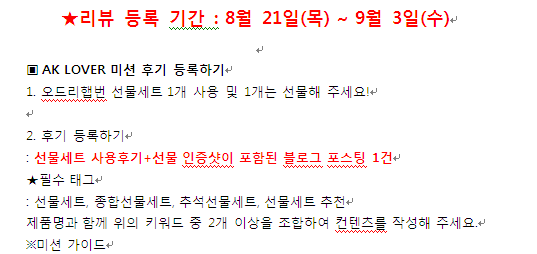 ★리뷰 등록 기간 : 8월 21일(목) ~ 9월 3일(수)
▣ AK LOVER 미션 후기 등록하기
1. 오드리햅번 선물세트 1개 사용 및 1개는 선물해 주세요!
2. 후기 등록하기
: 선물세트 사용후기+선물 인증샷이 포함된 블로그 포스팅 1건
★필수 태그
: 선물세트, 종합선물세트, 추석선물세트, 선물세트 추천
제품명과 함께 위의 키워드 중 2개 이상을 조합하여 컨텐츠를 작성해 주세요.
※미션 가이드